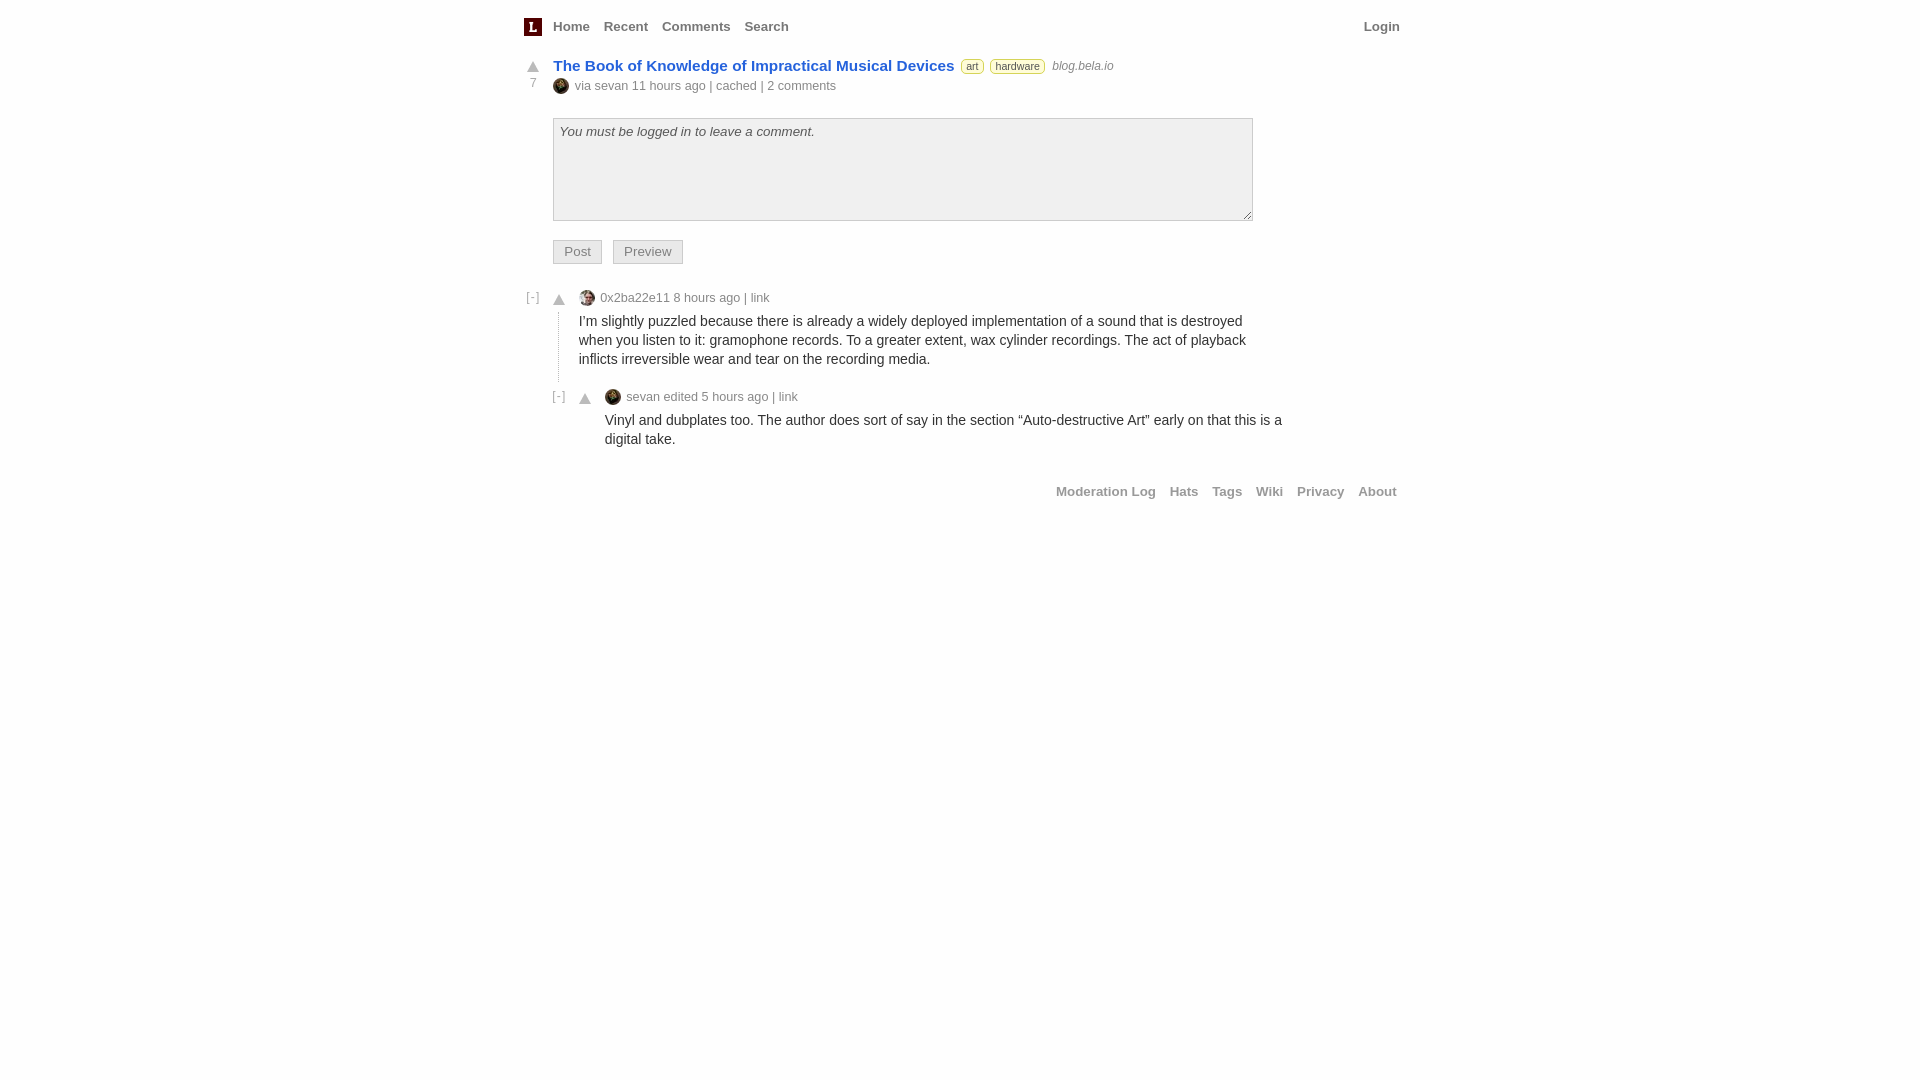 L Home Recent Comments Search Login
The Book of Knowledge of Impractical Musical Devices art hardware blog.bela.io
7 via sevan 11 hours ago | cached | 2 comments
You must be logged in to leave a comment.
Post Preview
[-] 0x2ba22e11 8 hours ago | link
I’m slightly puzzled because there is already a widely deployed implementation of a sound that is destroyed
when you listen to it: gramophone records. To a greater extent, wax cylinder recordings. The act of playback
inflicts irreversible wear and tear on the recording media.
[-] sevan edited 5 hours ago | link
Vinyl and dubplates too. The author does sort of say in the section “Auto-destructive Art” early on that this is a
digital take.
Moderation Log Hats Tags Wiki Privacy About